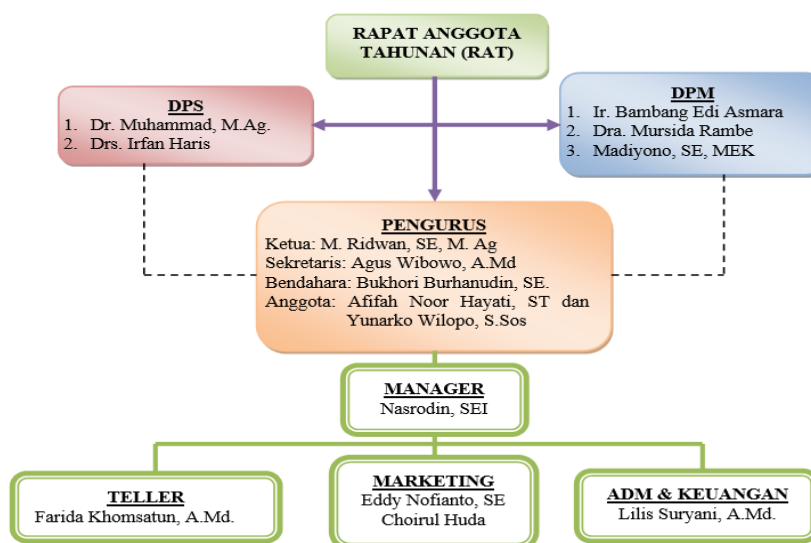 RAPAT ANGGOTA
TAHUNAN (RAT)
DPS
1. Dr. Muhammad, M.Ag.
2. Drs. Irfan Haris
DPM
1. Ir. Bambang Edi Asmara
2. Dra. Mursida Rambe
3. Madiyono, SE, MEK
PENGURUS
Ketua: M. Ridwan, SE, M. Ag
Sekretaris: Agus Wibowo, A.Md
Bendahara: Bukhori Burhanudin, SE.
Anggota: Afifah Noor Hayati, ST dan
Yunarko Wilopo, S.Sos
MANAGER
Nasrodin, SEI
TELLER
Farida Khomsatun, A.Md.
MARKETING
Eddy Nofianto, SE
Choirul Huda
ADM & KEUANGAN
Lilis Suryani, A.Md.